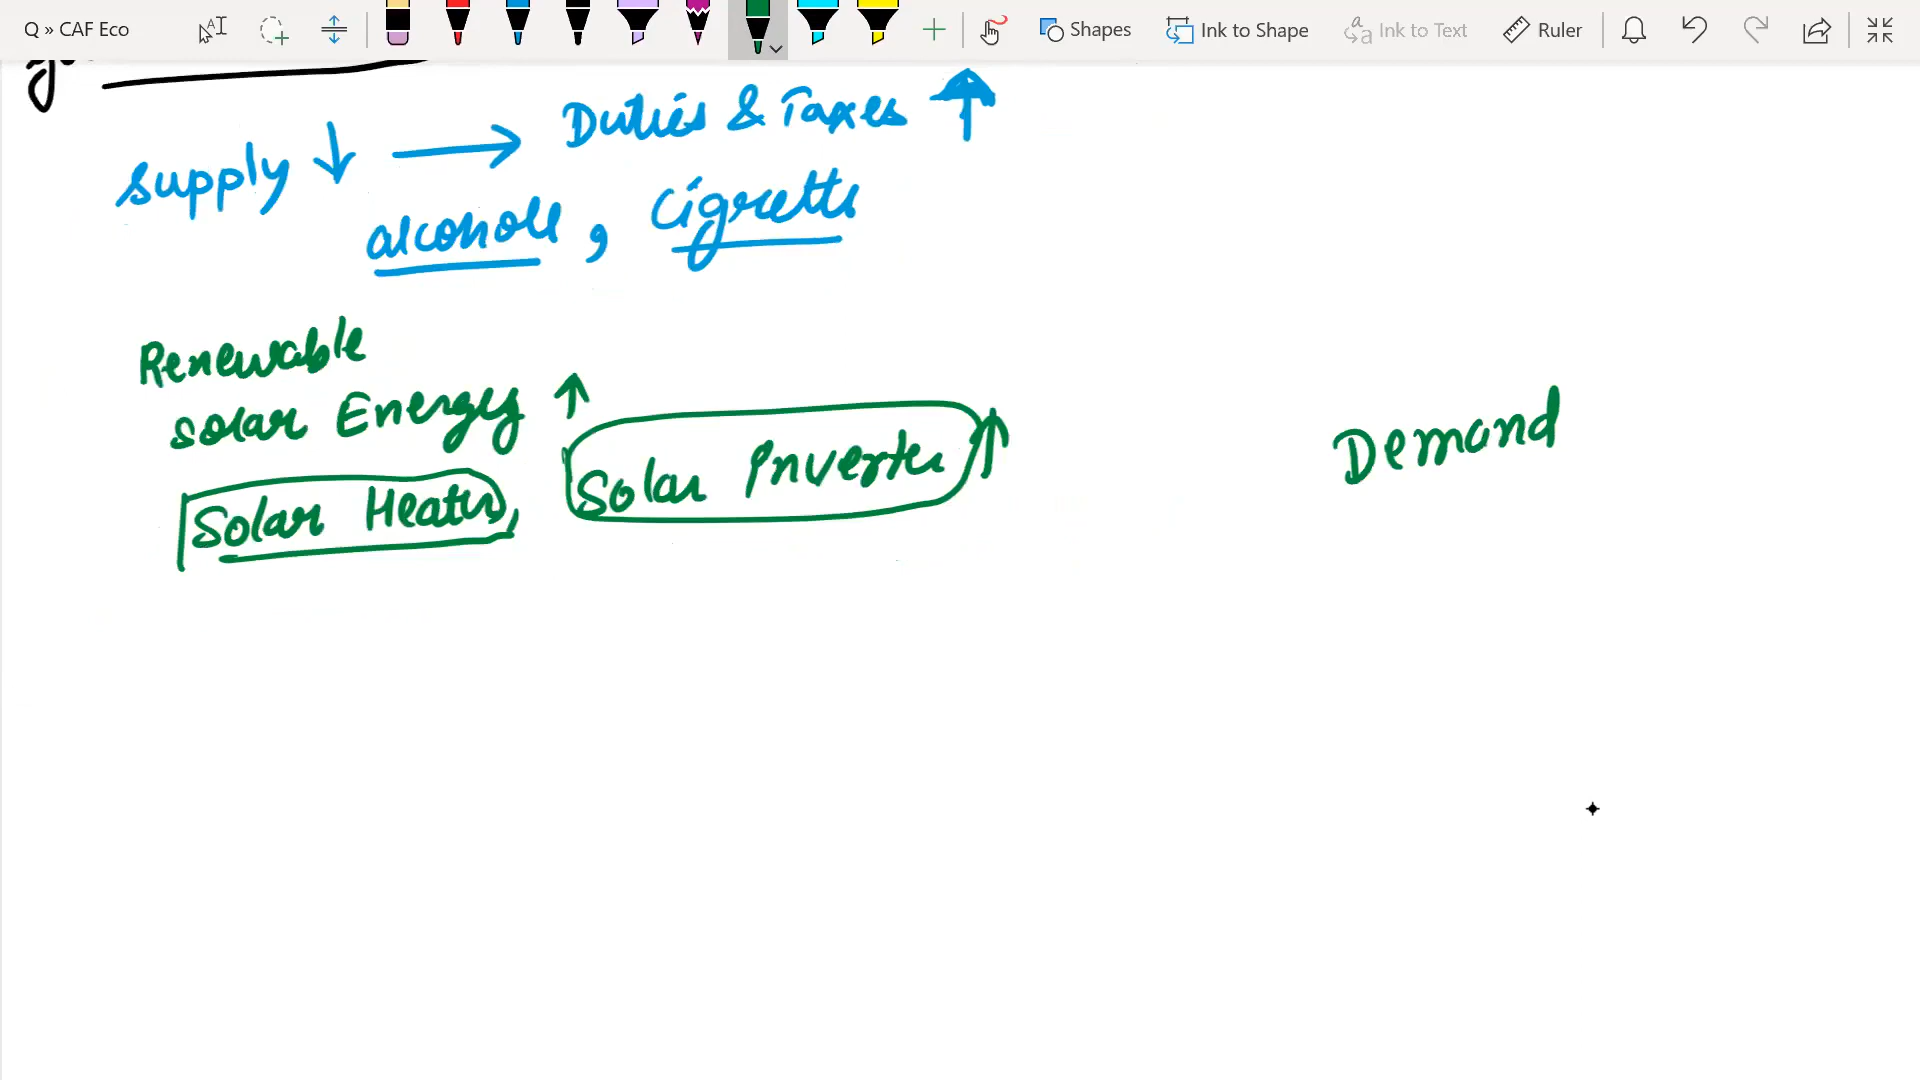 Q » CAF Eco Shapes Ink to Shape Ink to Text Ruler
Supply ↓ → Duties & Taxes ↑
alcohole , Cigrette
Renewable
Solar Energy ↑
Solar Heater, Solar Inverter ↑
Demand